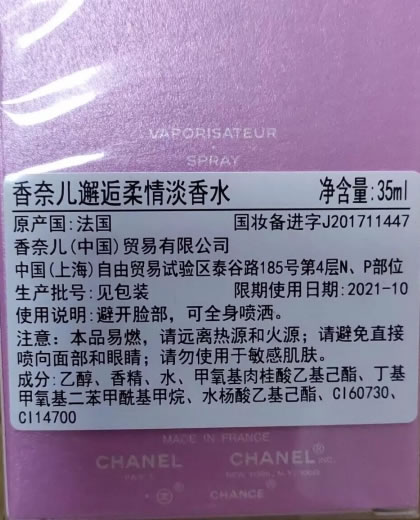 VAPORISATEUR
SPRAY
香奈儿邂逅柔情淡香水 净含量:35ml
原产国:法国 国妆备进字J201711447
香奈儿(中国)贸易有限公司
中国(上海)自由贸易试验区泰谷路185号第4层N、P部位
生产批号:见包装 限期使用日期:2021-10
使用说明:避开脸部,可全身喷洒。
注意:本品易燃,请远离热源和火源;请避免直接
喷向面部和眼睛;请勿使用于敏感肌肤。
成分:乙醇、香精、水、甲氧基肉桂酸乙基己酯、丁基
甲氧基二苯甲酰基甲烷、水杨酸乙基己酯、CI60730、
CI14700
MADE IN FRANCE
CHANEL CHANEL® INC.
CHANCE®